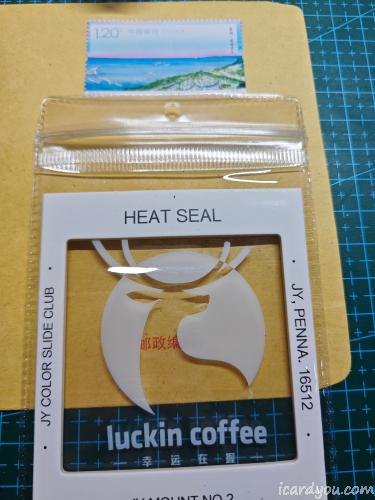 1.20
中国邮政
HEAT SEAL
JY COLOR SLIDE CLUB
JY, PENNA. 16512
邮政编
luckin coffee
幸运在握
JY MOUNT NO.2
icardyou.com